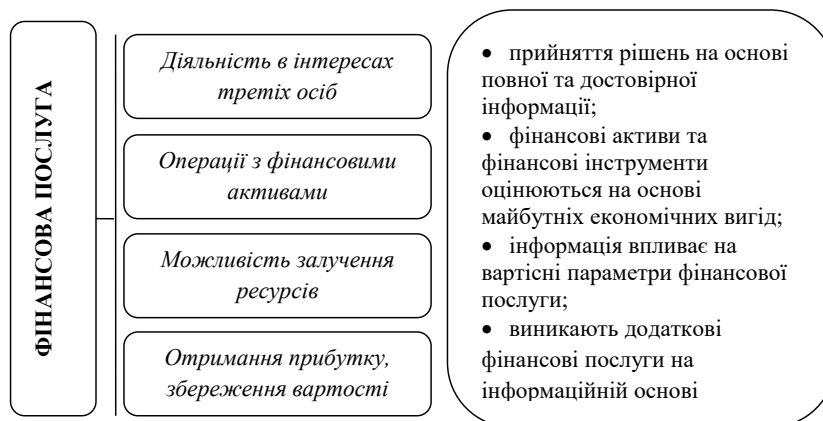 ФІНАНСОВА ПОСЛУГА
Діяльність в інтересах
третіх осіб
Операції з фінансовими
активами
Можливість залучення
ресурсів
Отримання прибутку,
збереження вартості
• прийняття рішень на основі
повної та достовірної
інформації;
• фінансові активи та
фінансові інструменти
оцінюються на основі
майбутніх економічних вигід;
• інформація впливає на
вартісні параметри фінансової
послуги;
• виникають додаткові
фінансові послуги на
інформаційній основі